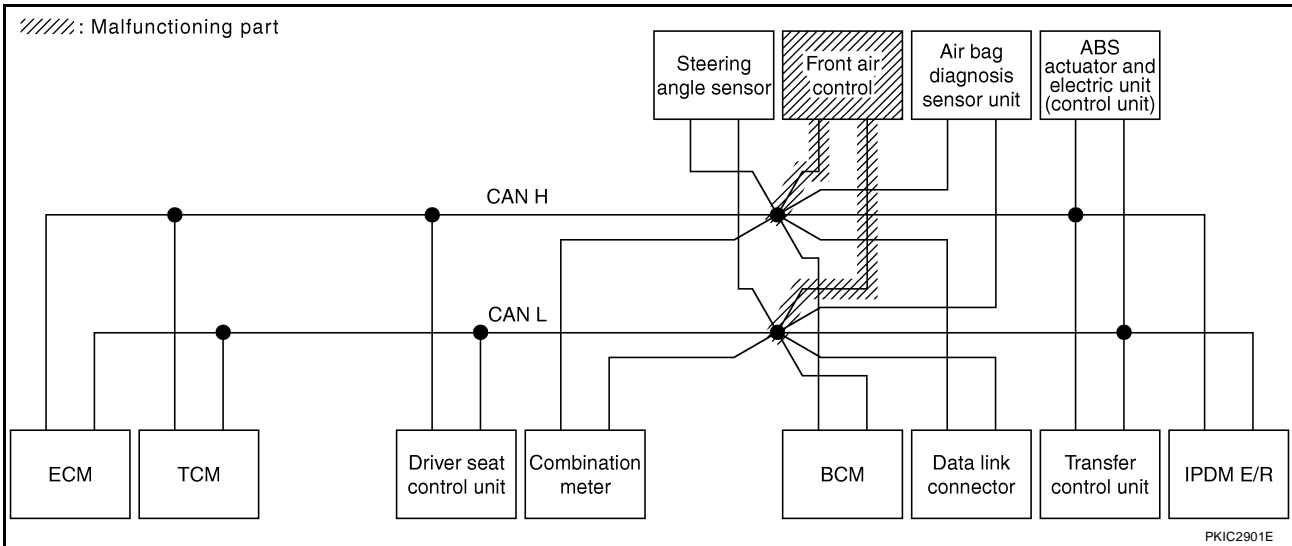 : Malfunctioning part
Steering
angle sensor
Front air
control
Air bag
diagnosis
sensor unit
ABS
actuator and
electric unit
(control unit)
CAN H
CAN L
ECM
TCM
Driver seat
control unit
Combination
meter
BCM
Data link
connector
Transfer
control unit
IPDM E/R
PKIC2901E